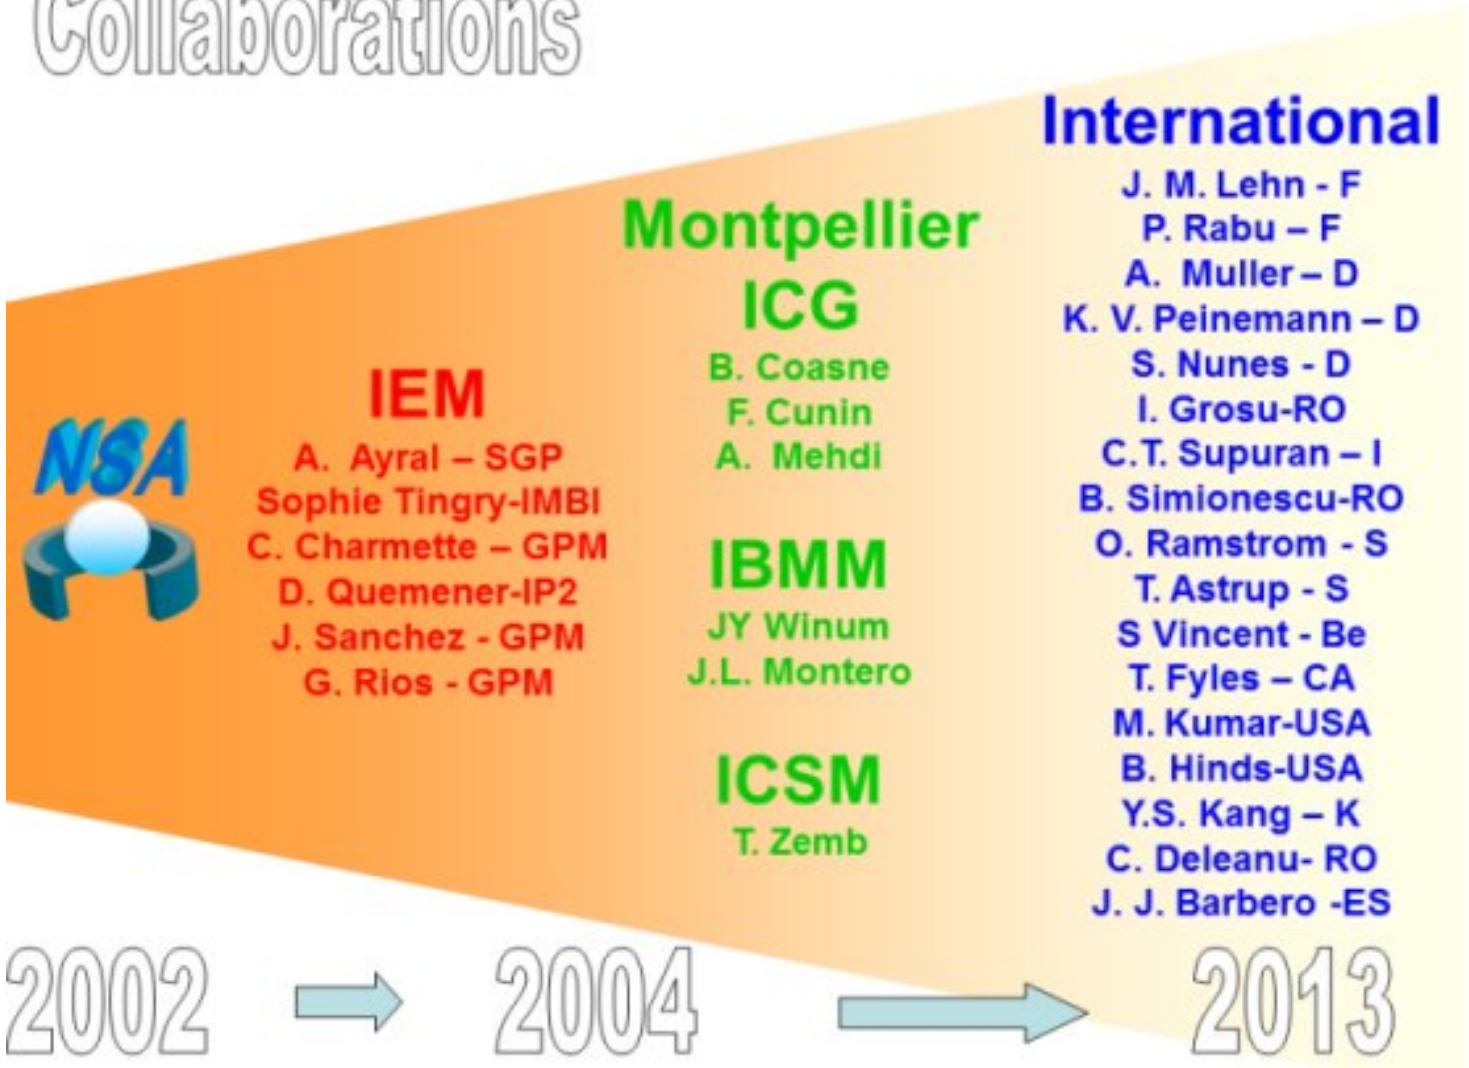 Collaborations
NSA
IEM
A. Ayral – SGP
Sophie Tingry-IMBI
C. Charmette – GPM
D. Quemener-IP2
J. Sanchez - GPM
G. Rios - GPM
Montpellier
ICG
B. Coasne
F. Cunin
A. Mehdi
IBMM
JY Winum
J.L. Montero
ICSM
T. Zemb
International
J. M. Lehn - F
P. Rabu – F
A. Muller – D
K. V. Peinemann – D
S. Nunes - D
I. Grosu-RO
C.T. Supuran – I
B. Simionescu-RO
O. Ramstrom - S
T. Astrup - S
S Vincent - Be
T. Fyles – CA
M. Kumar-USA
B. Hinds-USA
Y.S. Kang – K
C. Deleanu- RO
J. J. Barbero -ES
2002
2004
2013